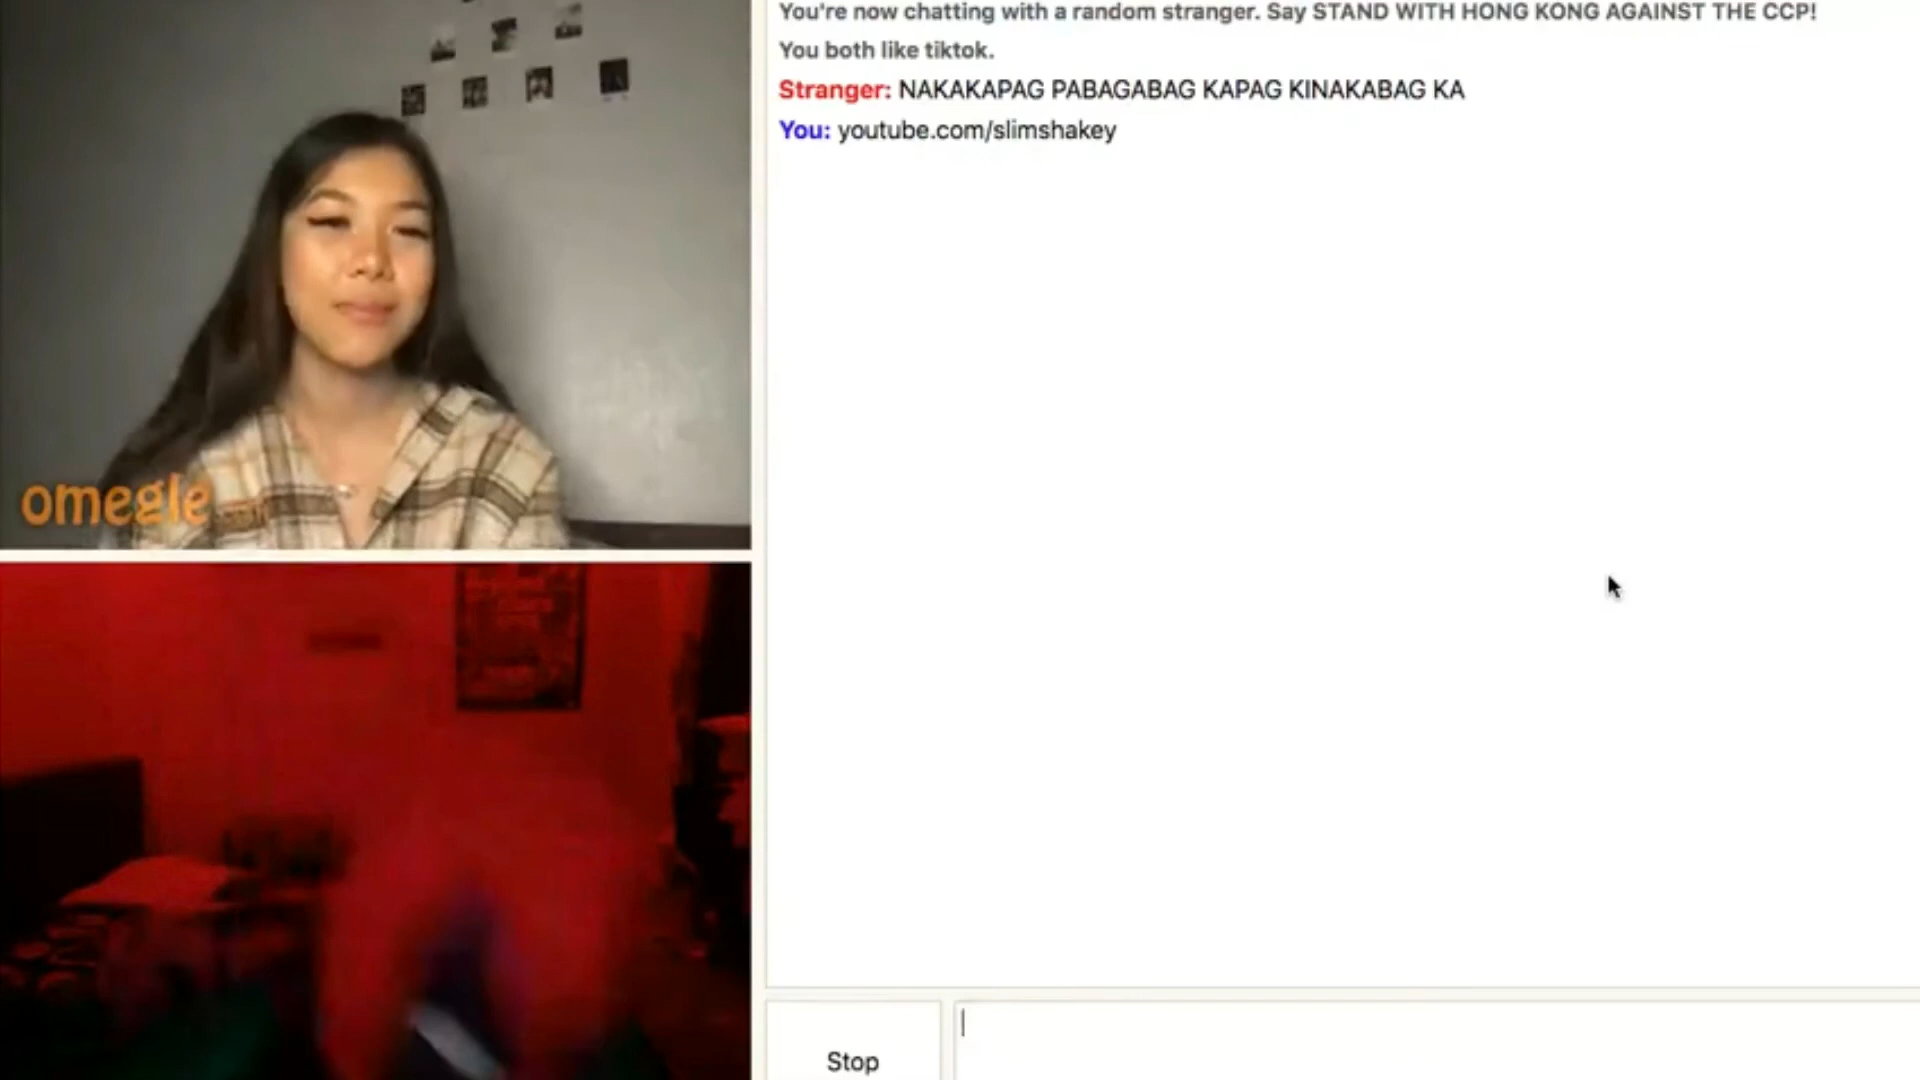 You're now chatting with a random stranger. Say STAND WITH HONG KONG AGAINST THE CCP!
You both like tiktok.
Stranger: NAKAKAPAG PABAGABAG KAPAG KINAKABAG KA
You: youtube.com/slimshakey
omegle
Stop